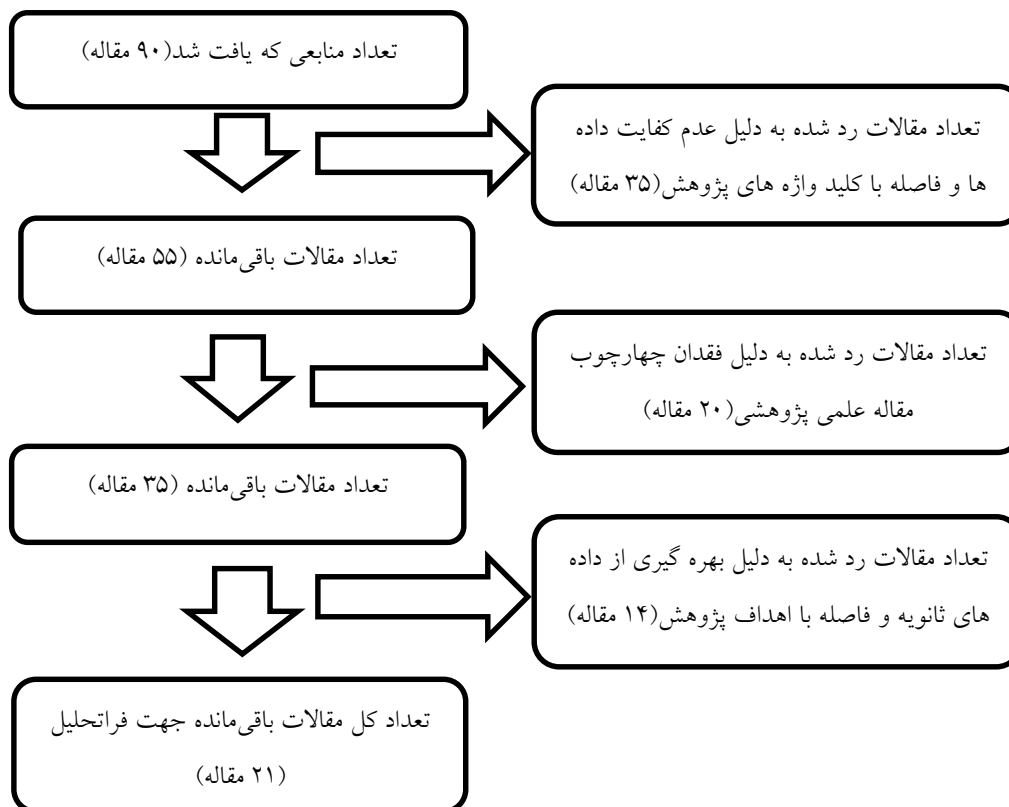 تعداد منابعی که یافت شد(۹۰ مقاله)
تعداد مقالات رد شده به دلیل عدم کفایت داده
ها و فاصله با کلید واژه های پژوهش(۳۵ مقاله)
تعداد مقالات باقی‌مانده (۵۵ مقاله)
تعداد مقالات رد شده به دلیل فقدان چهارچوب
مقاله علمی پژوهشی(۲۰ مقاله)
تعداد مقالات باقی‌مانده (۳۵ مقاله)
تعداد مقالات رد شده به دلیل بهره گیری از داده
های ثانویه و فاصله با اهداف پژوهش(۱۴ مقاله)
تعداد کل مقالات باقی‌مانده جهت فراتحلیل
(۲۱ مقاله)